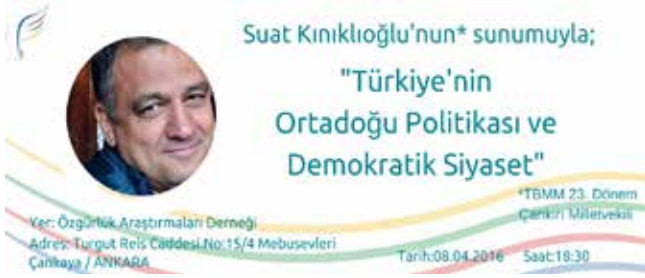 Suat Kınıklıoğlu'nun* sunumuyla;
"Türkiye'nin
Ortadoğu Politikası ve
Demokratik Siyaset"
*TBMM 23. Dönem
Çankırı Milletvekili
Yer: Özgürlük Araştırmaları Derneği
Adres: Turgut Reis Caddesi No:15/4 Mebusevleri
Çankaya / ANKARA
Tarih:08.04.2016 Saat:18:30